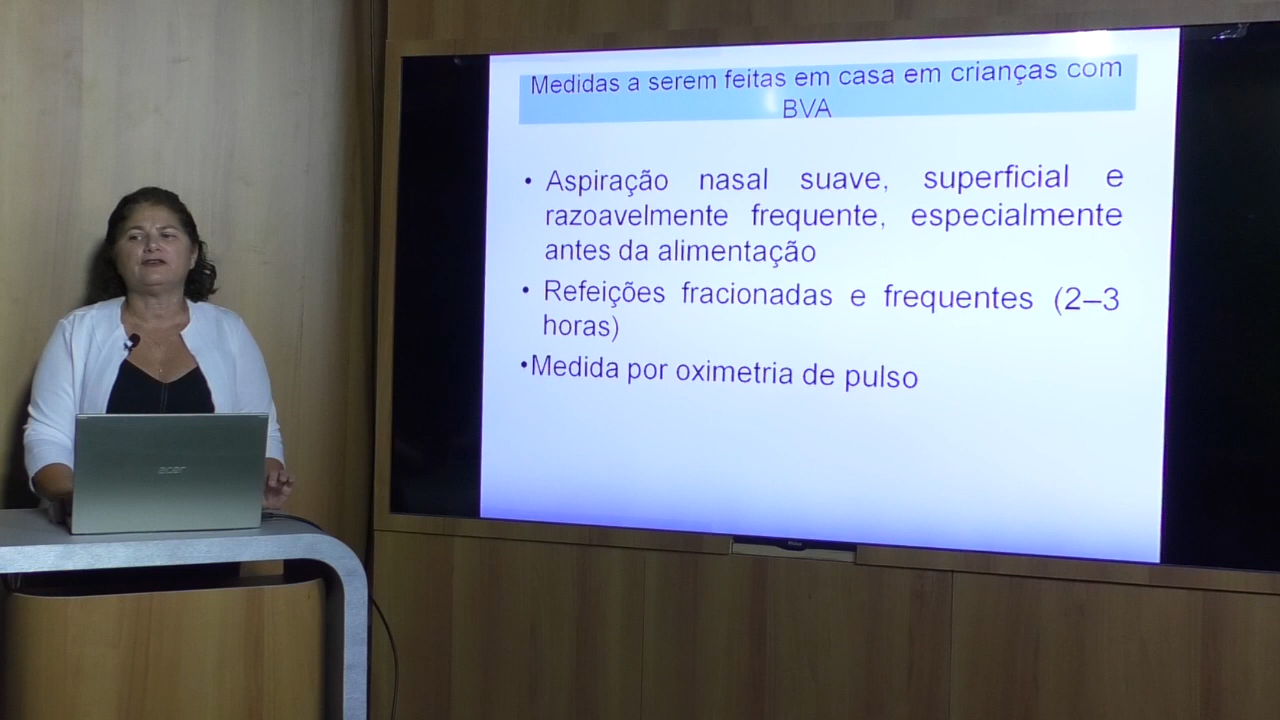 Medidas a serem feitas em casa em crianças com
BVA
• Aspiração nasal suave, superficial e
razoavelmente frequente, especialmente
antes da alimentação
• Refeições fracionadas e frequentes (2–3
horas)
•Medida por oximetria de pulso
acer